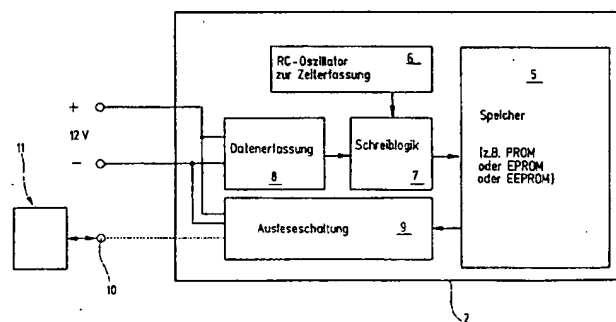 RC-Oszillator 6
zur Zeiterfassung
5
Speicher
(z.B. PROM
oder EPROM
oder EEPROM)
+
12 V
−
Datenerfassung
8
Schreiblogik
7
11
Ausleseschaltung 9
10
2